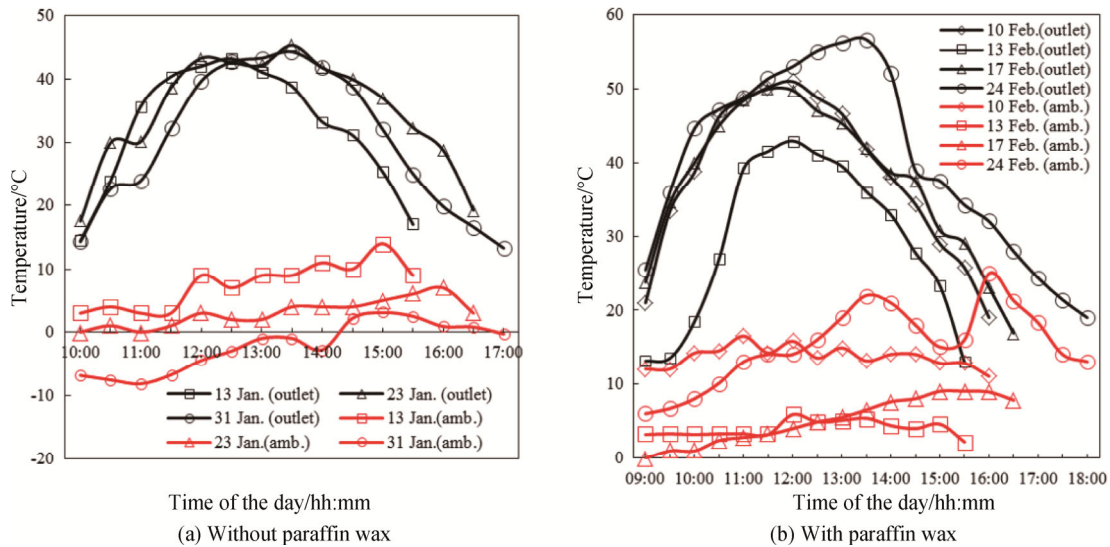 50
40
30
20
10
0
-10
-20
Temperature/°C
10:00 11:00 12:00 13:00 14:00 15:00 16:00 17:00
13 Jan. (outlet) 23 Jan. (outlet)
31 Jan. (outlet) 13 Jan.(amb.)
23 Jan.(amb.) 31 Jan.(amb.)
Time of the day/hh:mm
(a) Without paraffin wax
60
50
40
30
20
10
0
Temperature/°C
10 Feb.(outlet)
13 Feb.(outlet)
17 Feb.(outlet)
24 Feb.(outlet)
10 Feb. (amb.)
13 Feb. (amb.)
17 Feb. (amb.)
24 Feb. (amb.)
09:00 10:00 11:00 12:00 13:00 14:00 15:00 16:00 17:00 18:00
Time of the day/hh:mm
(b) With paraffin wax